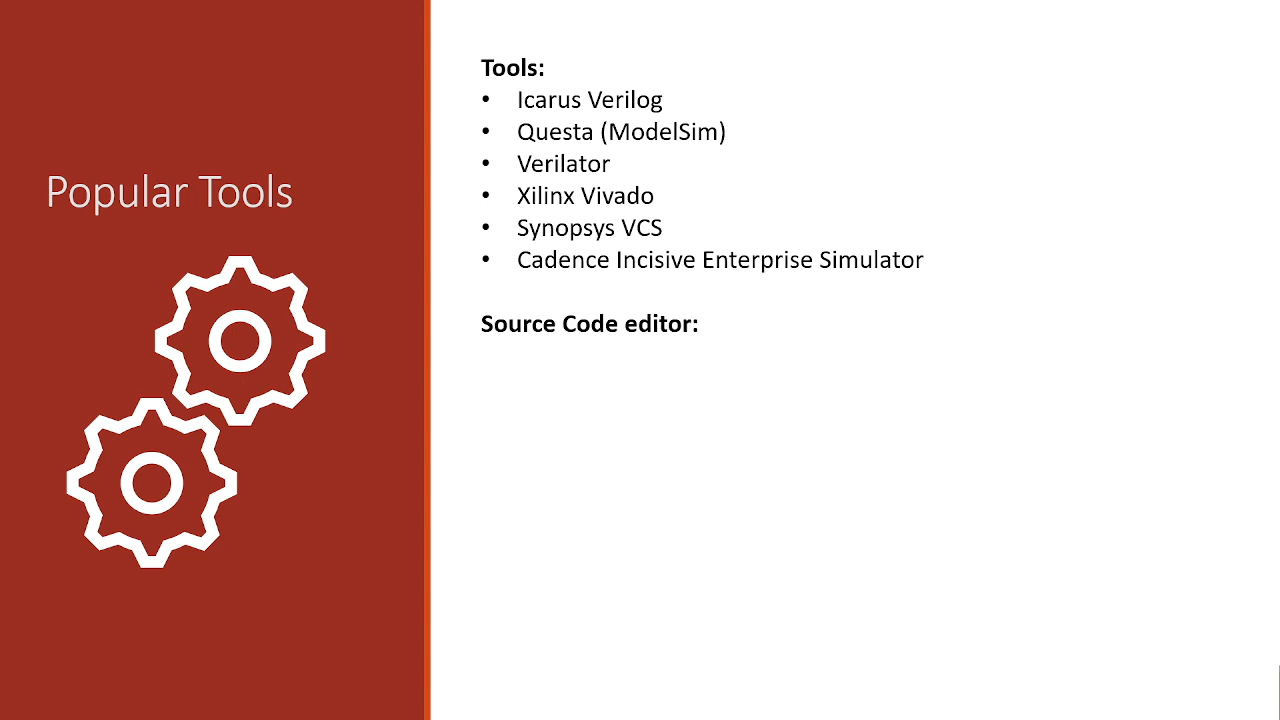 Popular Tools
Tools:
• Icarus Verilog
• Questa (ModelSim)
• Verilator
• Xilinx Vivado
• Synopsys VCS
• Cadence Incisive Enterprise Simulator
Source Code editor: